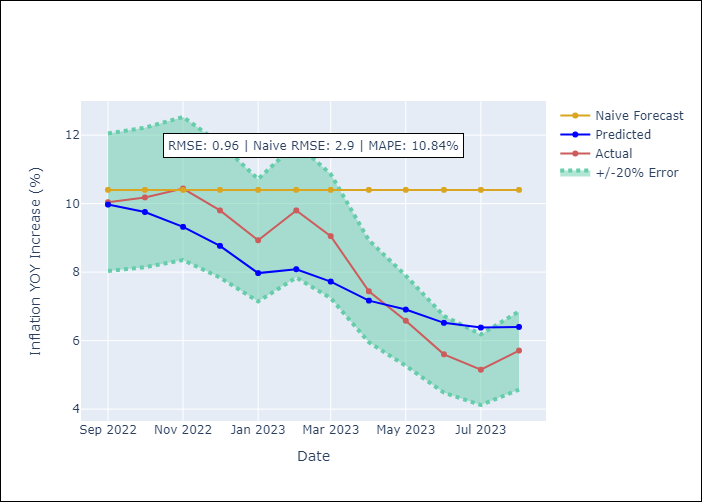 RMSE: 0.96 | Naive RMSE: 2.9 | MAPE: 10.84%
Naive Forecast
Predicted
Actual
+/-20% Error
12
10
8
6
4
Inflation YOY Increase (%)
Sep 2022
Nov 2022
Jan 2023
Mar 2023
May 2023
Jul 2023
Date